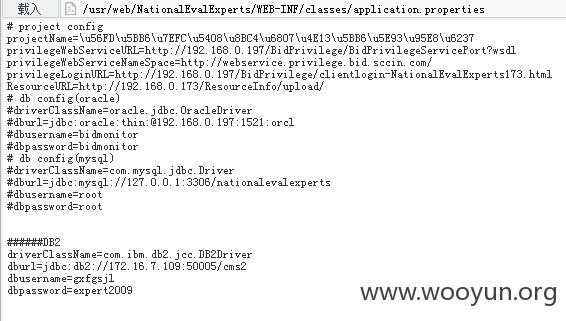 载入 /usr/web/NationalEvalExperts/WEB-INF/classes/application.properties
# project config
projectName=\u56FD\u5BB6\u7EFC\u5408\u8BC4\u6807\u4E13\u5BB6\u5E93\u95E8\u6237
privilegeWebServiceURL=http://192.168.0.197/BidPrivilege/BidPrivilegeServicePort?wsdl
privilegeWebServiceNameSpace=http://webservice.privilege.bid.sccin.com/
privilegeLoginURL=http://192.168.0.197/BidPrivilege/clientlogin-NationalEvalExperts173.html
ResourceURL=http://192.168.0.173/ResourceInfo/upload/
# db config(oracle)
#driverClassName=oracle.jdbc.OracleDriver
#dburl=jdbc:oracle:thin:@192.168.0.197:1521:orcl
#dbusername=bidmonitor
#dbpassword=bidmonitor
# db config(mysql)
#driverClassName=com.mysql.jdbc.Driver
#dburl=jdbc:mysql://127.0.0.1:3306/nationalevalexperts
#dbusername=root
#dbpassword=root
######DB2
driverClassName=com.ibm.db2.jcc.DB2Driver
dburl=jdbc:db2://172.16.7.109:50005/cms2
dbusername=gxfgsjl
dbpassword=expert2009
www.wooyun.org